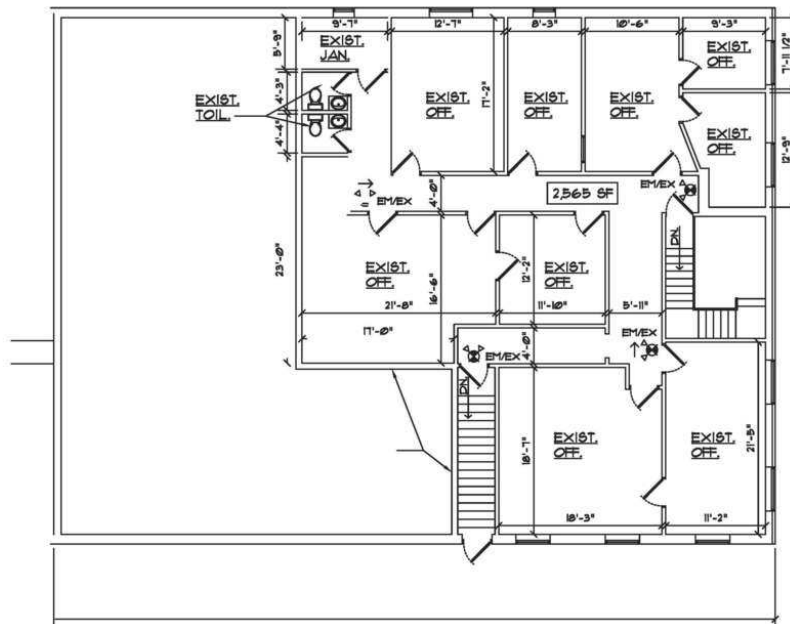 9'-7"
12'-7"
8'-3"
10'-6"
9'-3"
5'-9"
EXIST.
JAN.
EXIST.
OFF.
7'-11 1/2"
4'-3"
EXIST.
TOIL.
4'-4"
EXIST.
OFF.
17'-2"
EXIST.
OFF.
EXIST.
OFF.
EXIST.
OFF.
12'-9"
EM/EX
4'-0"
2,565 SF
EM/EX
DN.
23'-0"
EXIST.
OFF.
16'-6"
12'-2"
EXIST.
OFF.
21'-8"
11'-10"
5'-11"
17'-0"
EM/EX
4'-0"
EM/EX
DN.
EXIST.
OFF.
18'-7"
EXIST.
OFF.
21'-5"
18'-3"
11'-2"